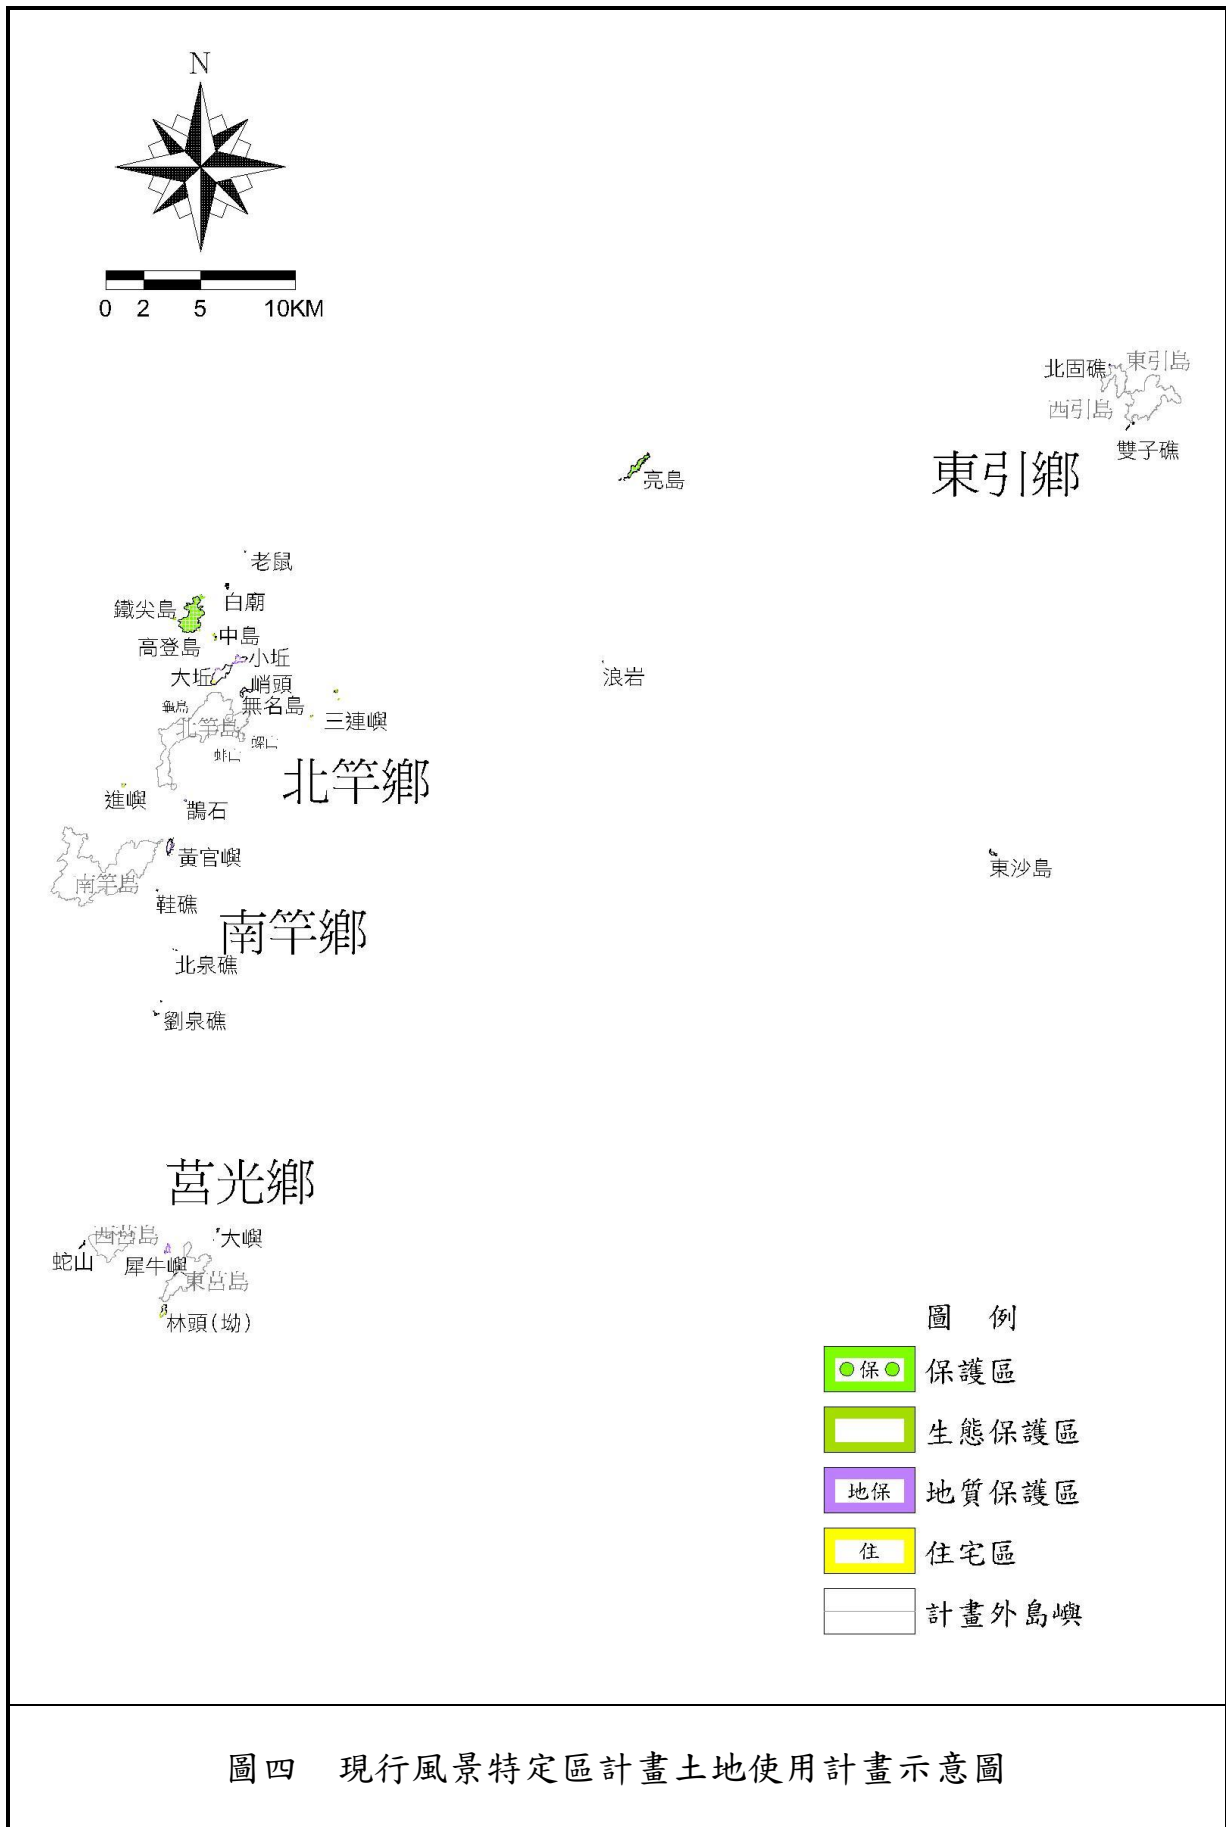 N
0 2 5 10KM
北固礁
東引島
西引島
雙子礁
亮島
東引鄉
老鼠
白廟
鐵尖島
中島
高登島
小坵
大坵
峭頭
無名島
龜島
北竿島
三連嶼
螺山
蚌山
浪岩
北竿鄉
進嶼
鵲石
黃官嶼
南竿島
鞋礁
東沙島
南竿鄉
北泉礁
劉泉礁
莒光鄉
西莒島
大嶼
蛇山
犀牛嶼
東莒島
林頭(坳)
圖 例
保 保護區
生態保護區
地保 地質保護區
住 住宅區
計畫外島嶼
圖四 現行風景特定區計畫土地使用計畫示意圖